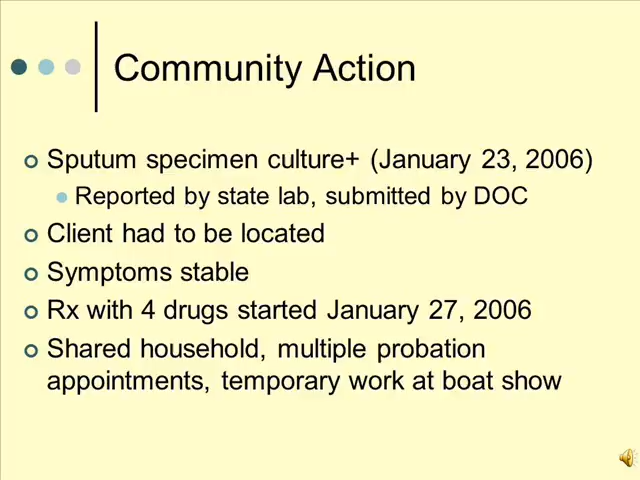 Community Action
Sputum specimen culture+ (January 23, 2006)
Reported by state lab, submitted by DOC
Client had to be located
Symptoms stable
Rx with 4 drugs started January 27, 2006
Shared household, multiple probation
appointments, temporary work at boat show